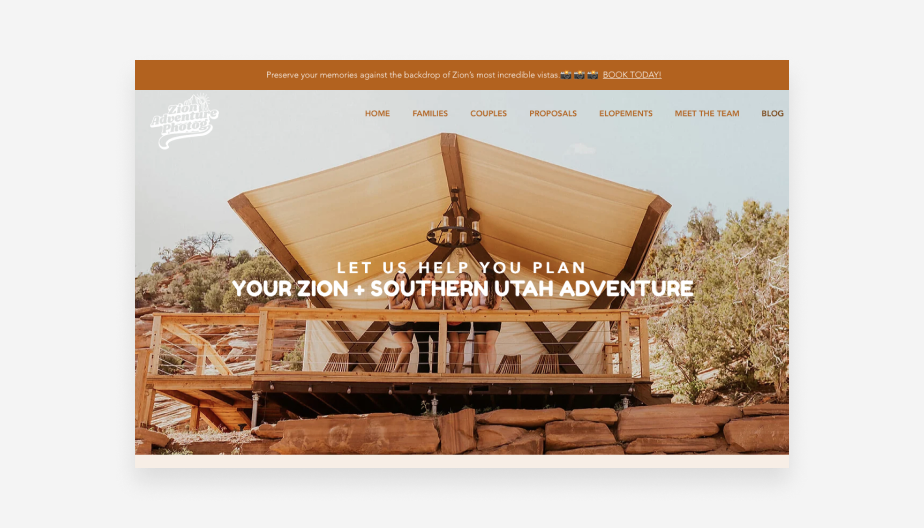 Preserve your memories against the backdrop of Zion's most incredible vistas.📸 📸 📸 BOOK TODAY!
Zion
Adventure
Photog
HOME FAMILIES COUPLES PROPOSALS ELOPEMENTS MEET THE TEAM BLOG
LET US HELP YOU PLAN
YOUR ZION + SOUTHERN UTAH ADVENTURE